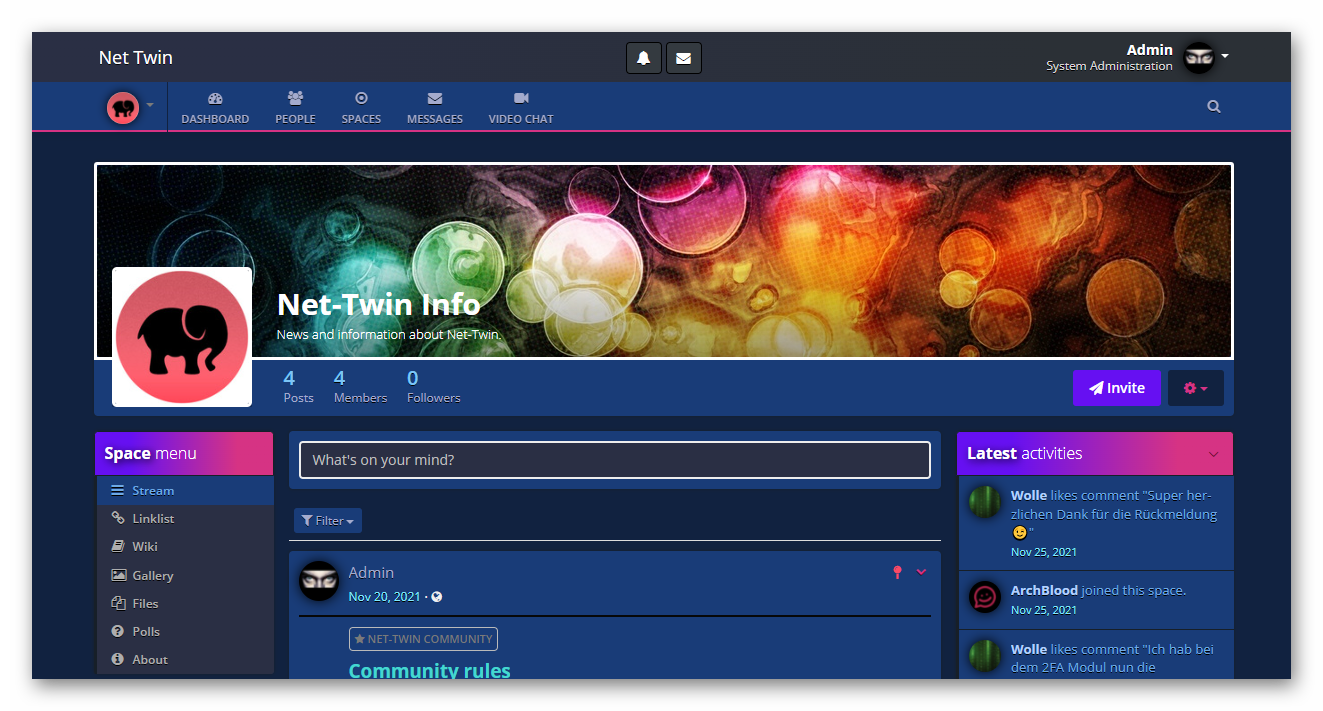 Net Twin
Admin
System Administration
DASHBOARD
PEOPLE
SPACES
MESSAGES
VIDEO CHAT
Net-Twin Info
News and information about Net-Twin.
4
Posts
4
Members
0
Followers
Invite
Space menu
Stream
Linklist
Wiki
Gallery
Files
Polls
About
What's on your mind?
Filter
Admin
Nov 20, 2021 ·
NET-TWIN COMMUNITY
Community rules
Latest activities
Wolle likes comment "Super her-
zlichen Dank für die Rückmeldung
😉"
Nov 25, 2021
ArchBlood joined this space.
Nov 25, 2021
Wolle likes comment "Ich hab bei
dem 2FA Modul nun die